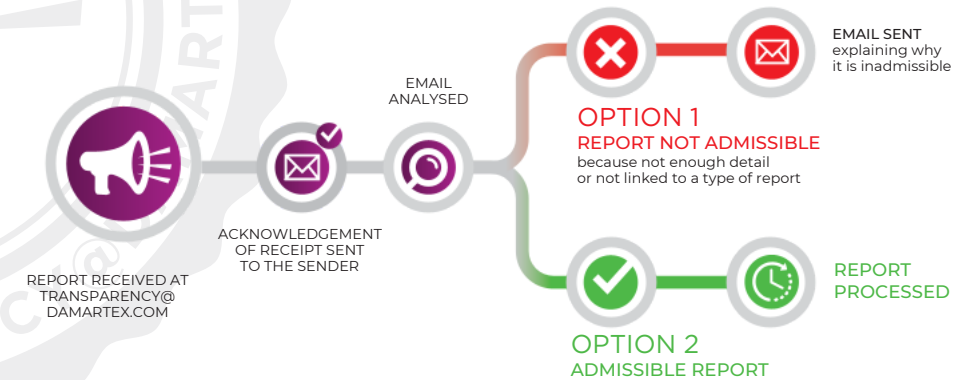 REPORT RECEIVED AT
TRANSPARENCY@
DAMARTEX.COM
ACKNOWLEDGEMENT
OF RECEIPT SENT
TO THE SENDER
EMAIL
ANALYSED
OPTION 1
REPORT NOT ADMISSIBLE
because not enough detail
or not linked to a type of report
EMAIL SENT
explaining why
it is inadmissible
OPTION 2
ADMISSIBLE REPORT
REPORT
PROCESSED